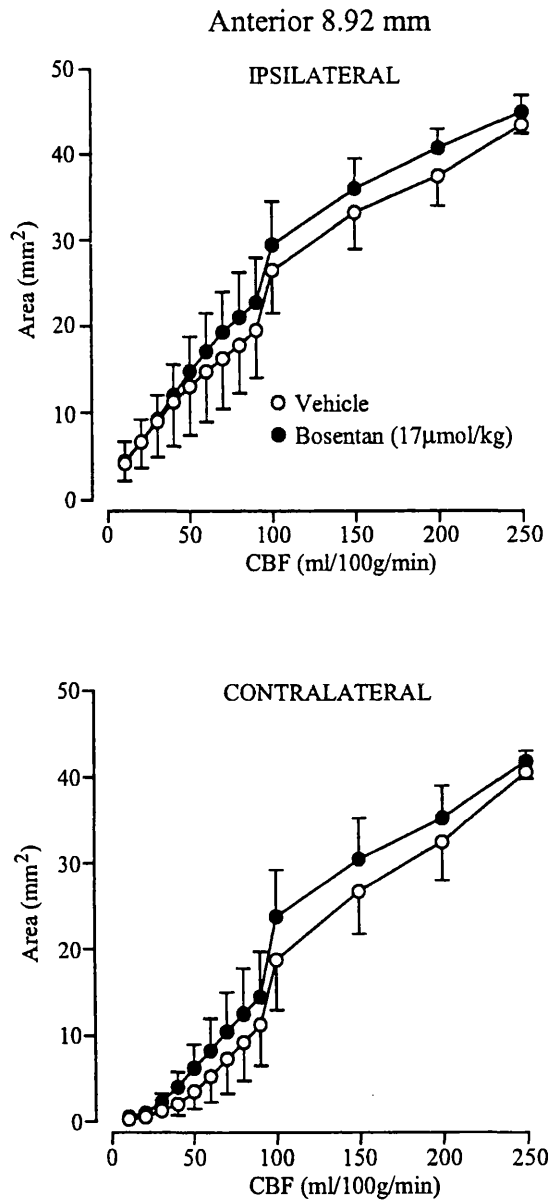 Anterior 8.92 mm
IPSILATERAL
50
40
30
20
10
0
Area (mm²)
Vehicle
Bosentan (17μmol/kg)
0 50 100 150 200 250
CBF (ml/100g/min)
CONTRALATERAL
50
40
30
20
10
0
Area (mm²)
0 50 100 150 200 250
CBF (ml/100g/min)